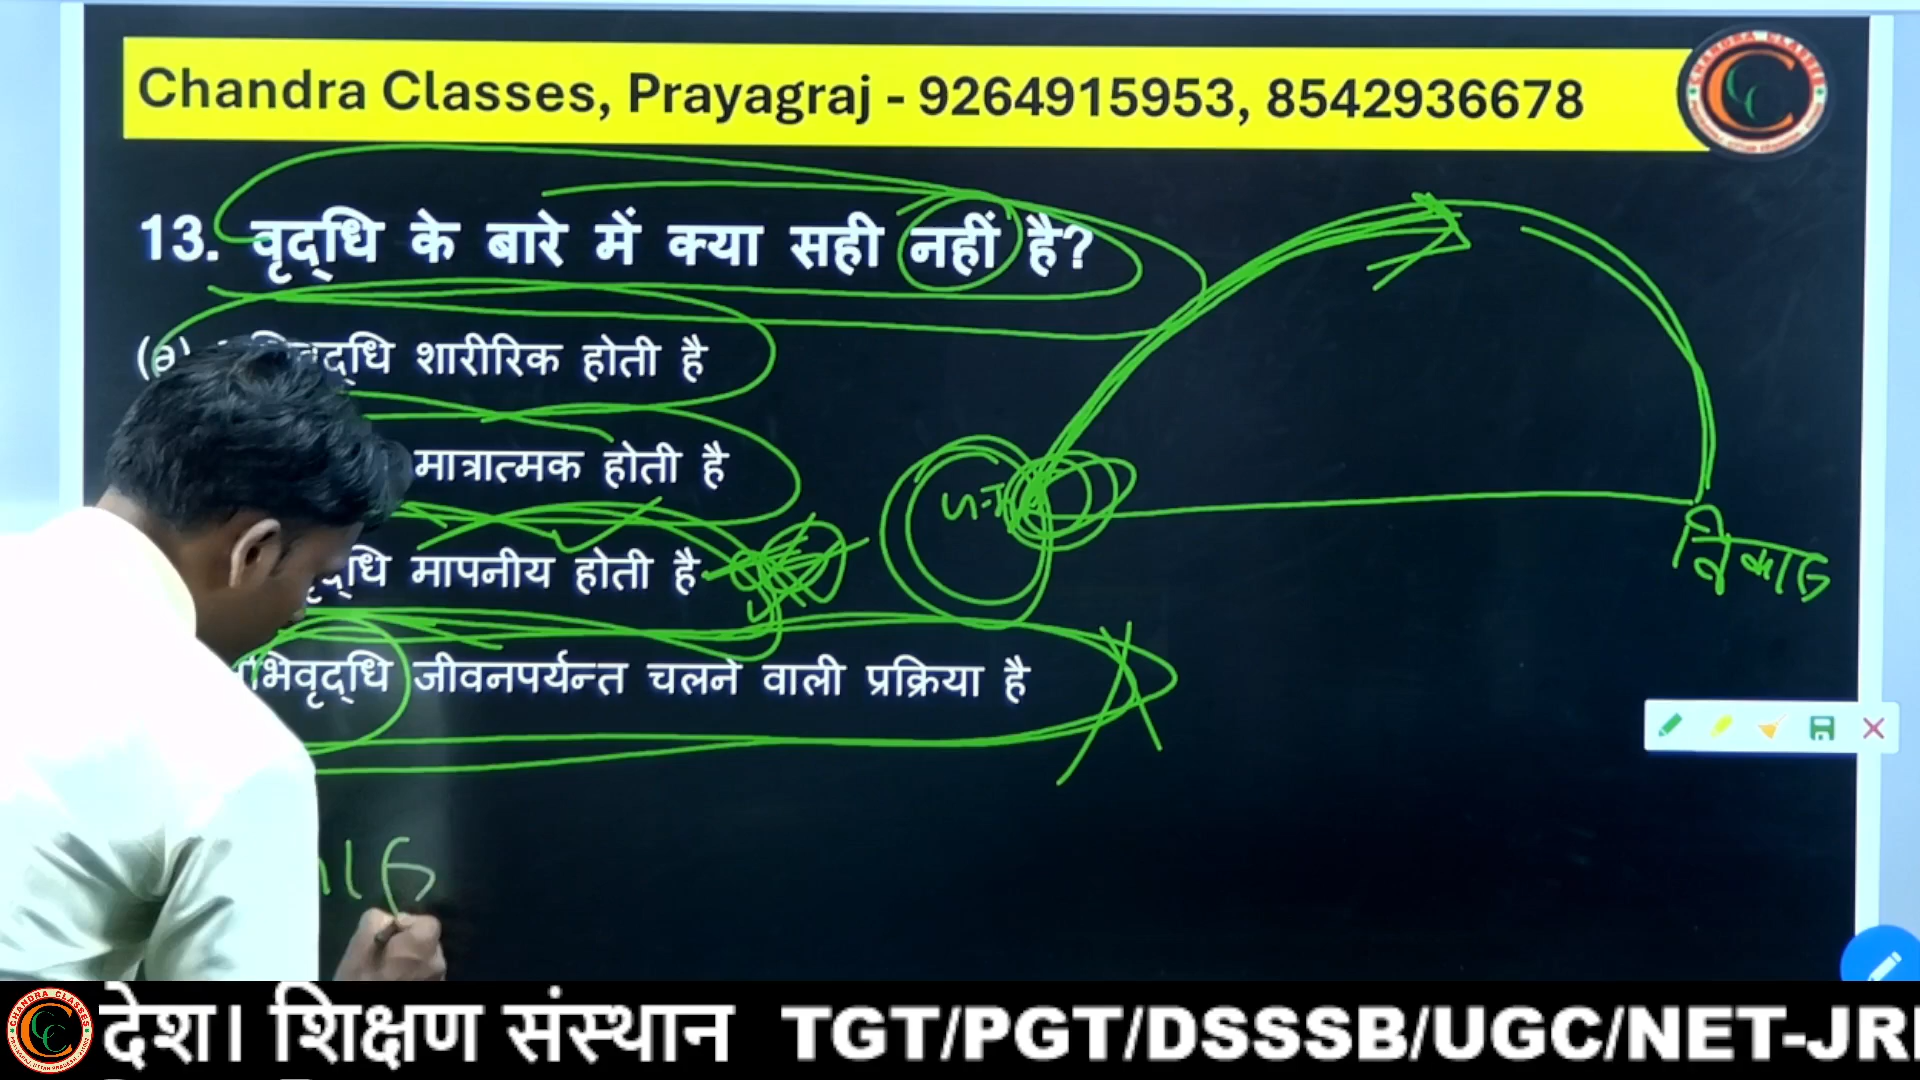 Chandra Classes, Prayagraj - 9264915953, 8542936678
13. वृद्धि के बारे में क्या सही नहीं है?
शारीरिक होती है
मात्रात्मक होती है
मापनीय होती है
जीवनपर्यन्त चलने वाली प्रक्रिया है
देश। शिक्षण संस्थान TGT/PGT/DSSSB/UGC/NET-JR